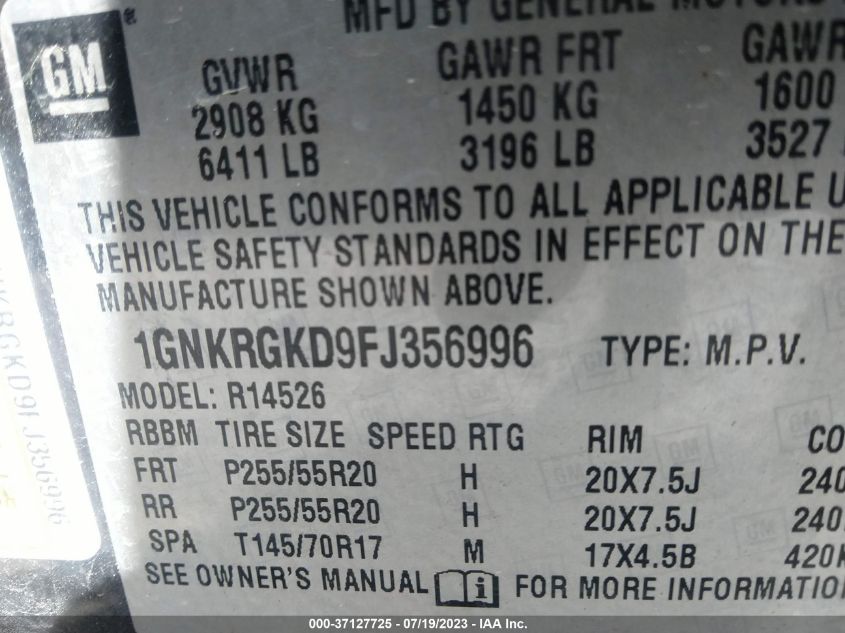 MFD BY GENERAL MOTORS
GM
GVWR GAWR FRT GAWR
2908 KG 1450 KG 1600
6411 LB 3196 LB 3527
THIS VEHICLE CONFORMS TO ALL APPLICABLE U
VEHICLE SAFETY STANDARDS IN EFFECT ON THE
MANUFACTURE SHOWN ABOVE.
1GNKRGKD9FJ356996 TYPE: M.P.V.
MODEL: R14526
RBBM TIRE SIZE SPEED RTG RIM CO
FRT P255/55R20 H 20X7.5J 240
RR P255/55R20 H 20X7.5J 240
SPA T145/70R17 M 17X4.5B 420K
SEE OWNER'S MANUAL FOR MORE INFORMATION
000-37127725 - 07/19/2023 - IAA Inc.